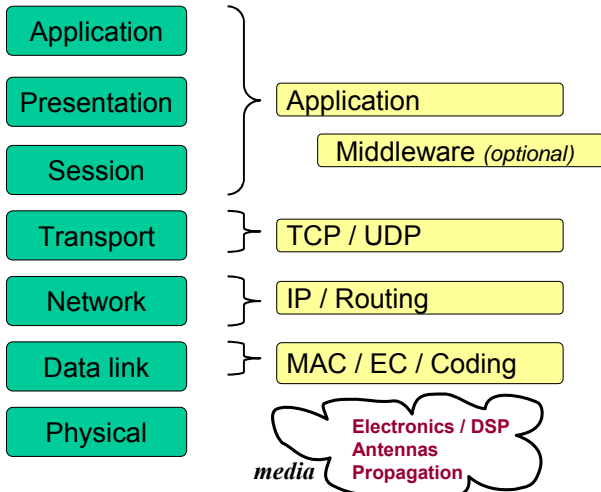 Application
Presentation
Session
Transport
Network
Data link
Physical
Application
Middleware (optional)
TCP / UDP
IP / Routing
MAC / EC / Coding
Electronics / DSP
Antennas
Propagation
media